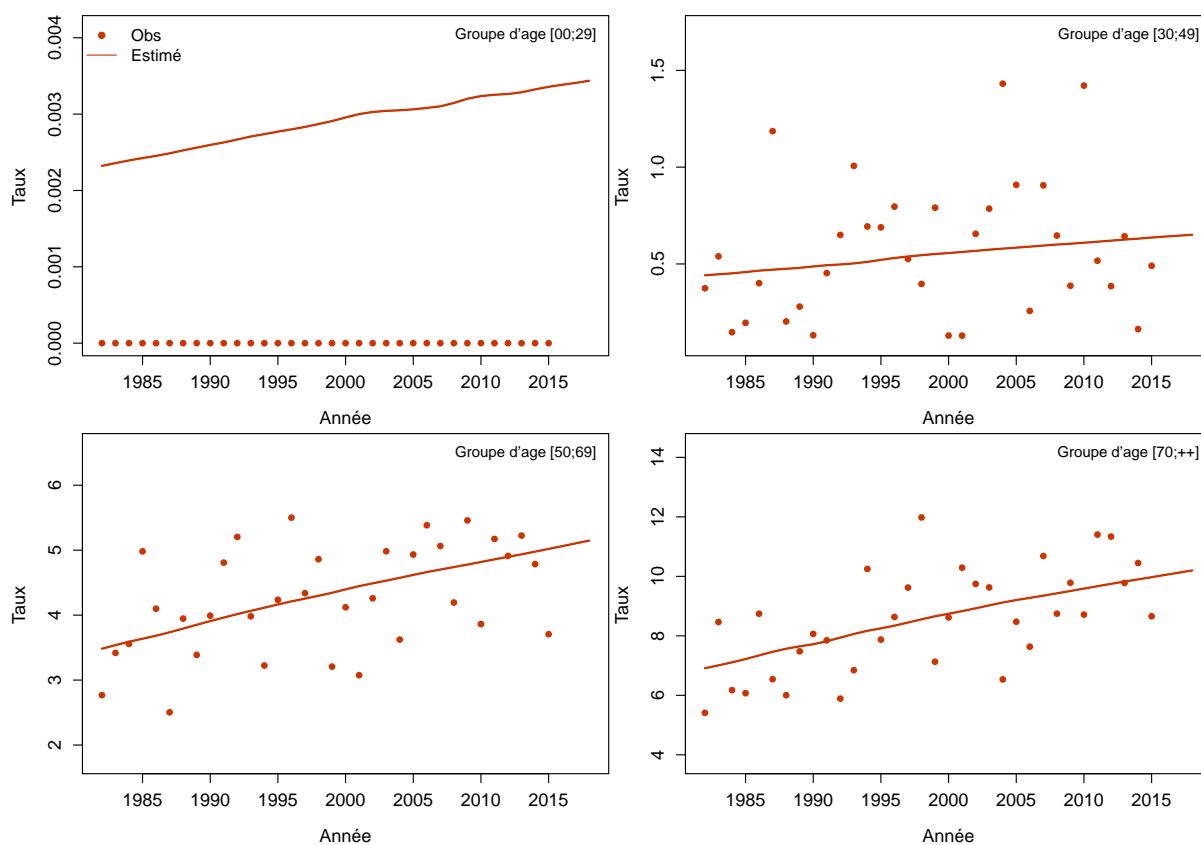 Obs
Estimé
Groupe d'age [00;29]
Taux
0.004
0.003
0.002
0.001
0.000
1985 1990 1995 2000 2005 2010 2015
Année
Groupe d'age [30;49]
Taux
1.5
1.0
0.5
1985 1990 1995 2000 2005 2010 2015
Année
Groupe d'age [50;69]
Taux
6
5
4
3
2
1985 1990 1995 2000 2005 2010 2015
Année
Groupe d'age [70;++]
Taux
14
12
10
8
6
4
1985 1990 1995 2000 2005 2010 2015
Année